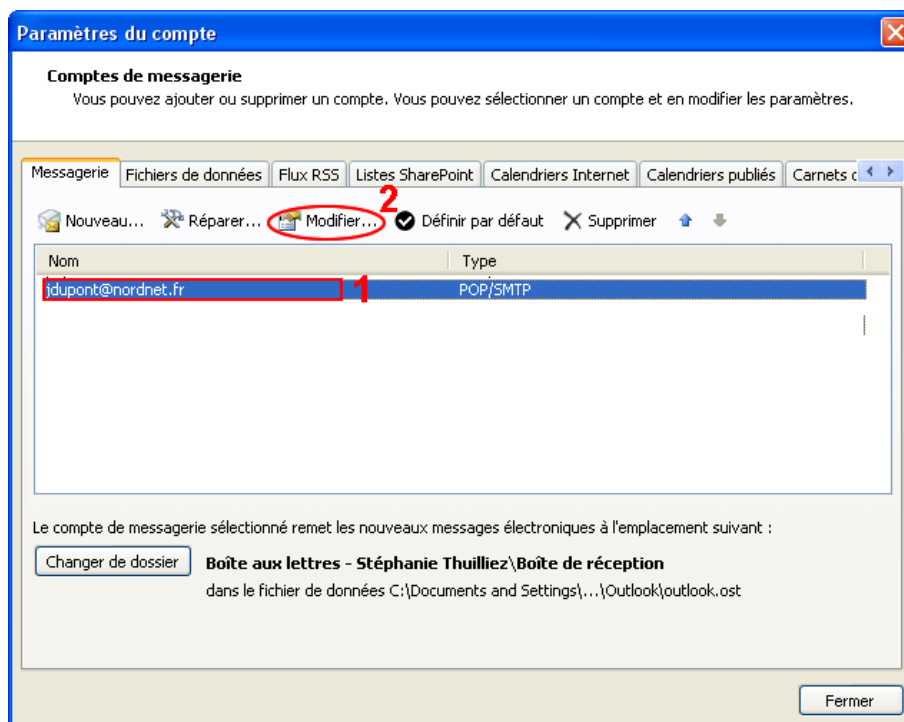 Paramètres du compte
Comptes de messagerie
Vous pouvez ajouter ou supprimer un compte. Vous pouvez sélectionner un compte et en modifier les paramètres.
Messagerie Fichiers de données Flux RSS Listes SharePoint Calendriers Internet Calendriers publiés Carnets
2
Nouveau... Réparer... Modifier... Définir par défaut Supprimer
Nom Type
jdupont@nordnet.fr 1 POP/SMTP
Le compte de messagerie sélectionné remet les nouveaux messages électroniques à l'emplacement suivant :
Changer de dossier Boîte aux lettres - Stéphanie Thuilliez\Boîte de réception
dans le fichier de données C:\Documents and Settings\...\Outlook\outlook.ost
Fermer